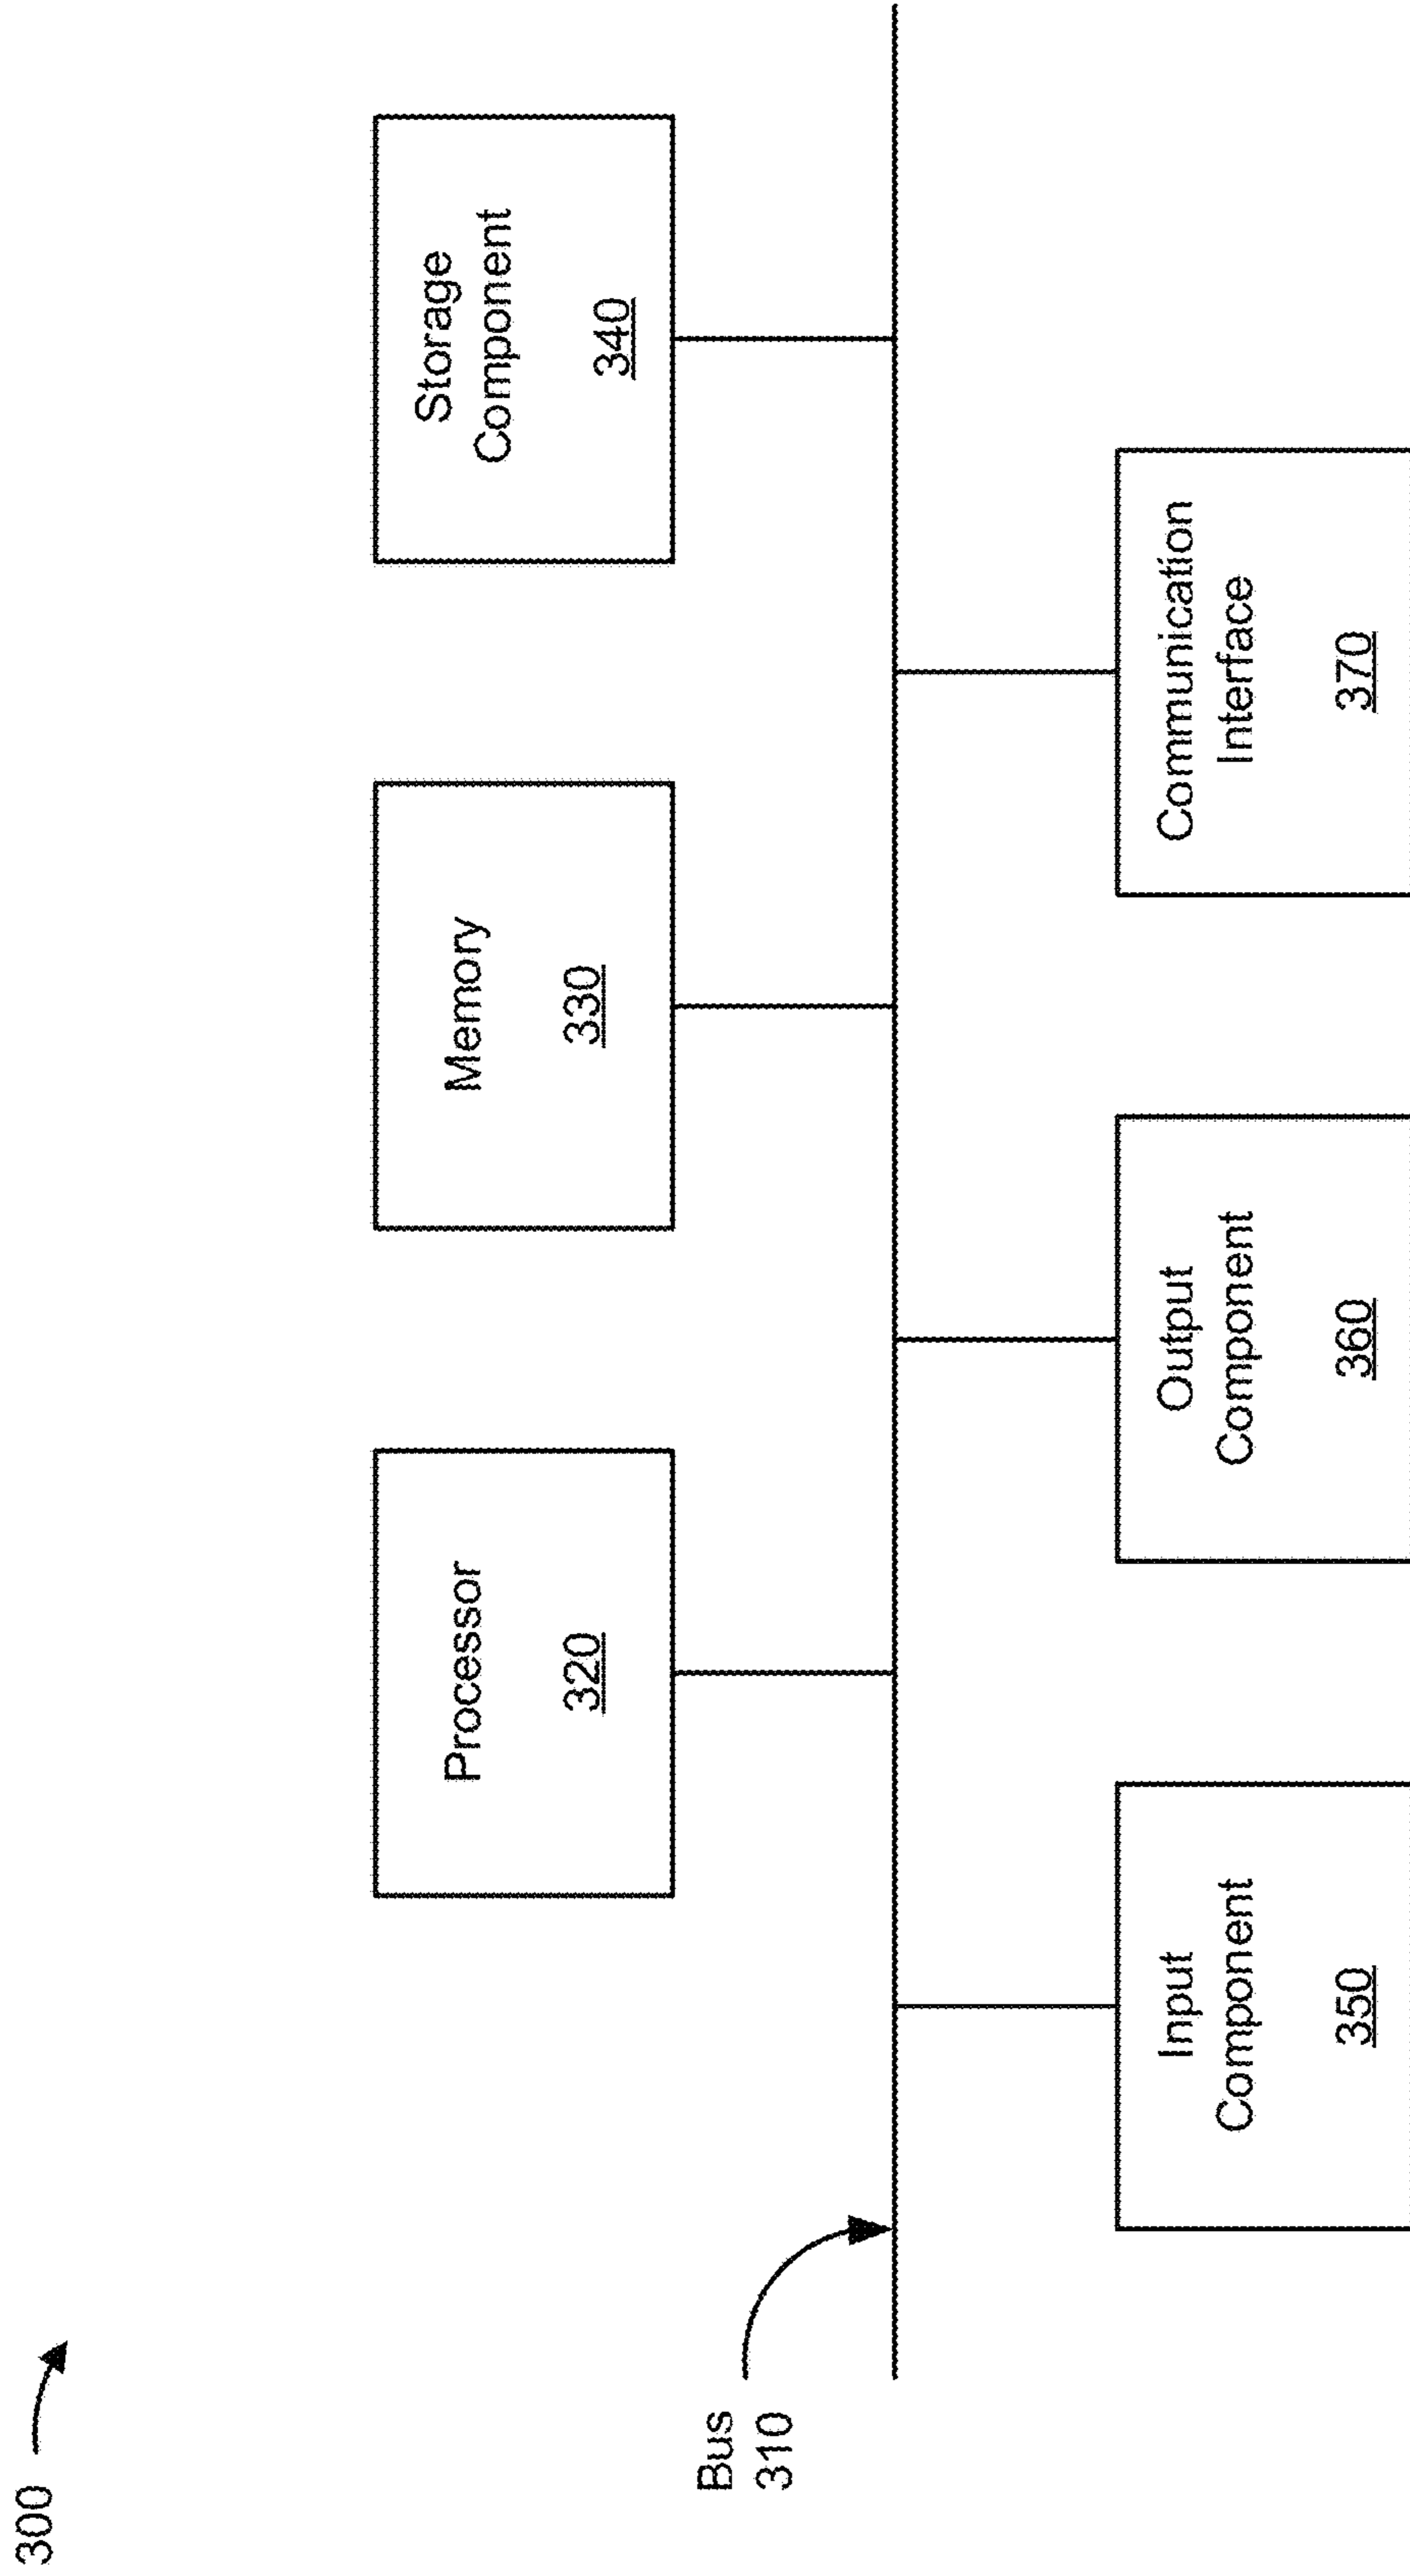 300
Processor
320
Memory
330
Storage
Component
340
Bus
310
Input
Component
350
Output
Component
360
Communication
Interface
370